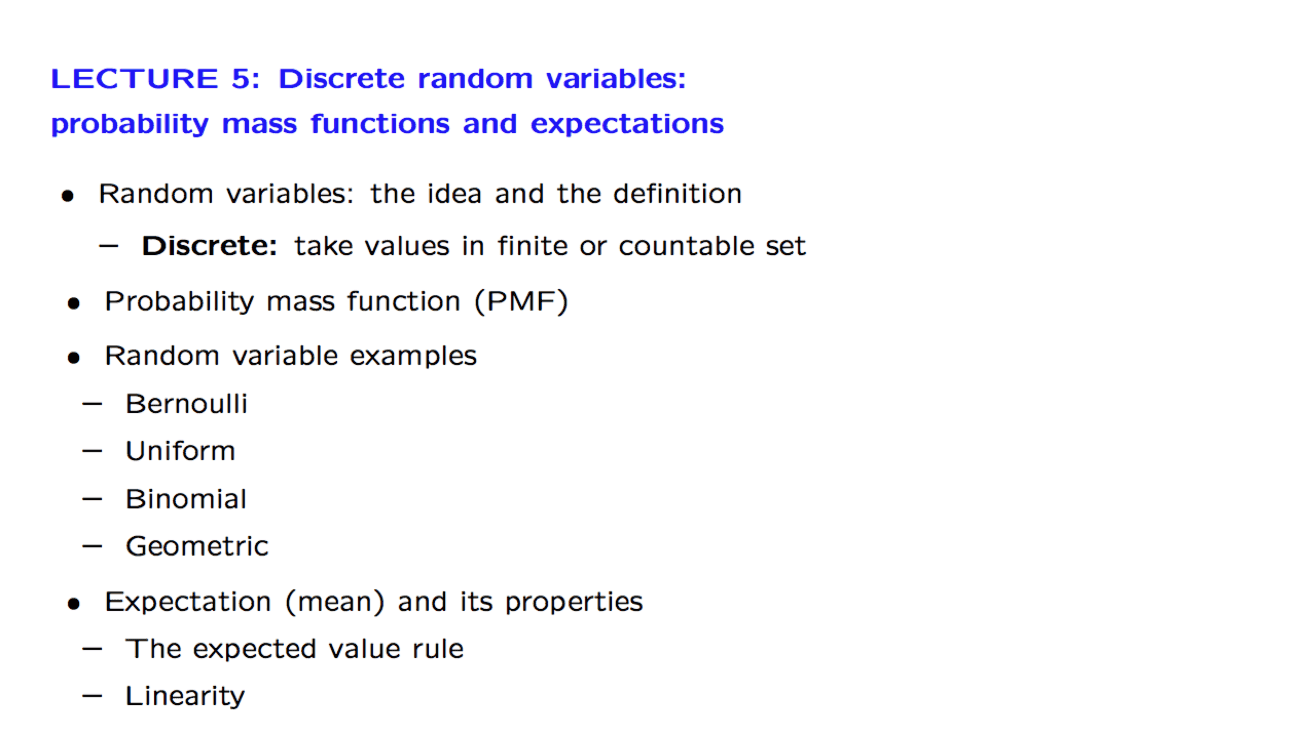 LECTURE 5: Discrete random variables:
probability mass functions and expectations
• Random variables: the idea and the definition
– Discrete: take values in finite or countable set
• Probability mass function (PMF)
• Random variable examples
– Bernoulli
– Uniform
– Binomial
– Geometric
• Expectation (mean) and its properties
– The expected value rule
– Linearity